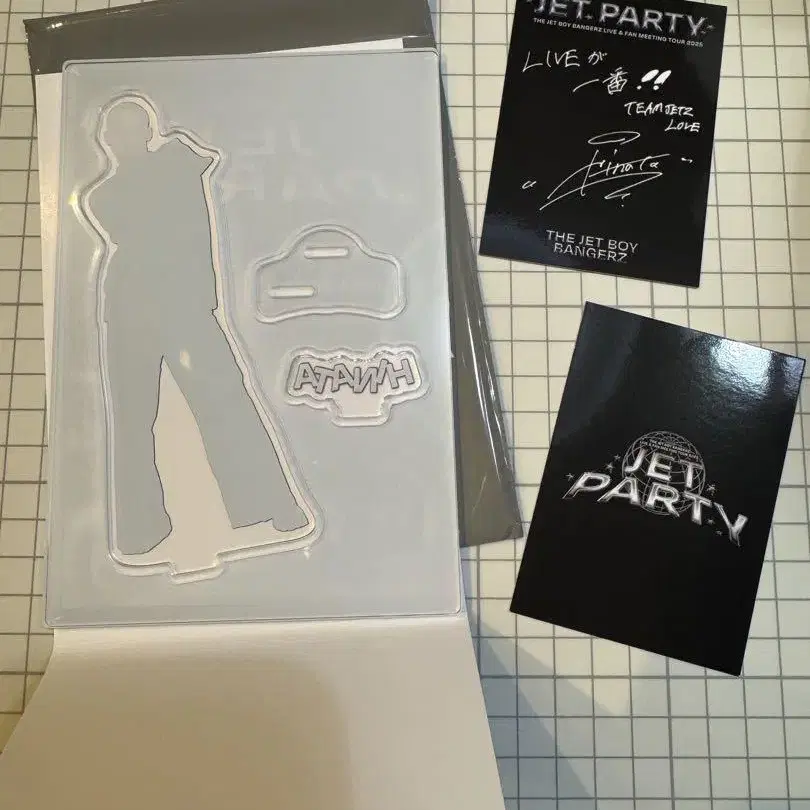 JET PARTY
THE JET BOY BANGERZ LIVE & FAN MEETING TOUR 2025
LIVEが
一番!!
TEAM JETZ
LOVE
"Hinata"
THE JET BOY
BANGERZ
HINATA
JET
PARTY